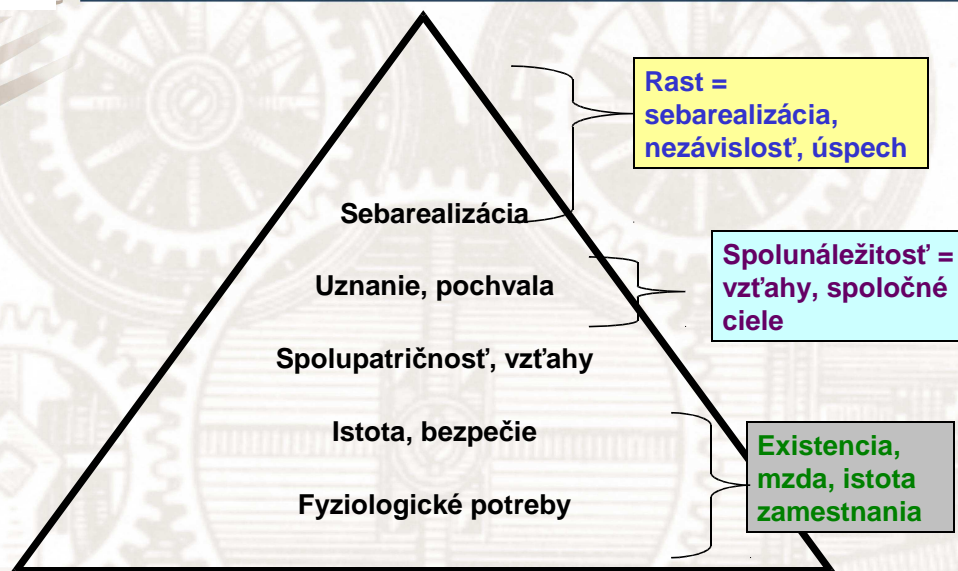 Rast =
sebarealizácia,
nezávislosť, úspech
Sebarealizácia
Uznanie, pochvala
Spolunáležitosť =
vzťahy, spoločné
ciele
Spolupatričnosť, vzťahy
Istota, bezpečie
Fyziologické potreby
Existencia,
mzda, istota
zamestnania